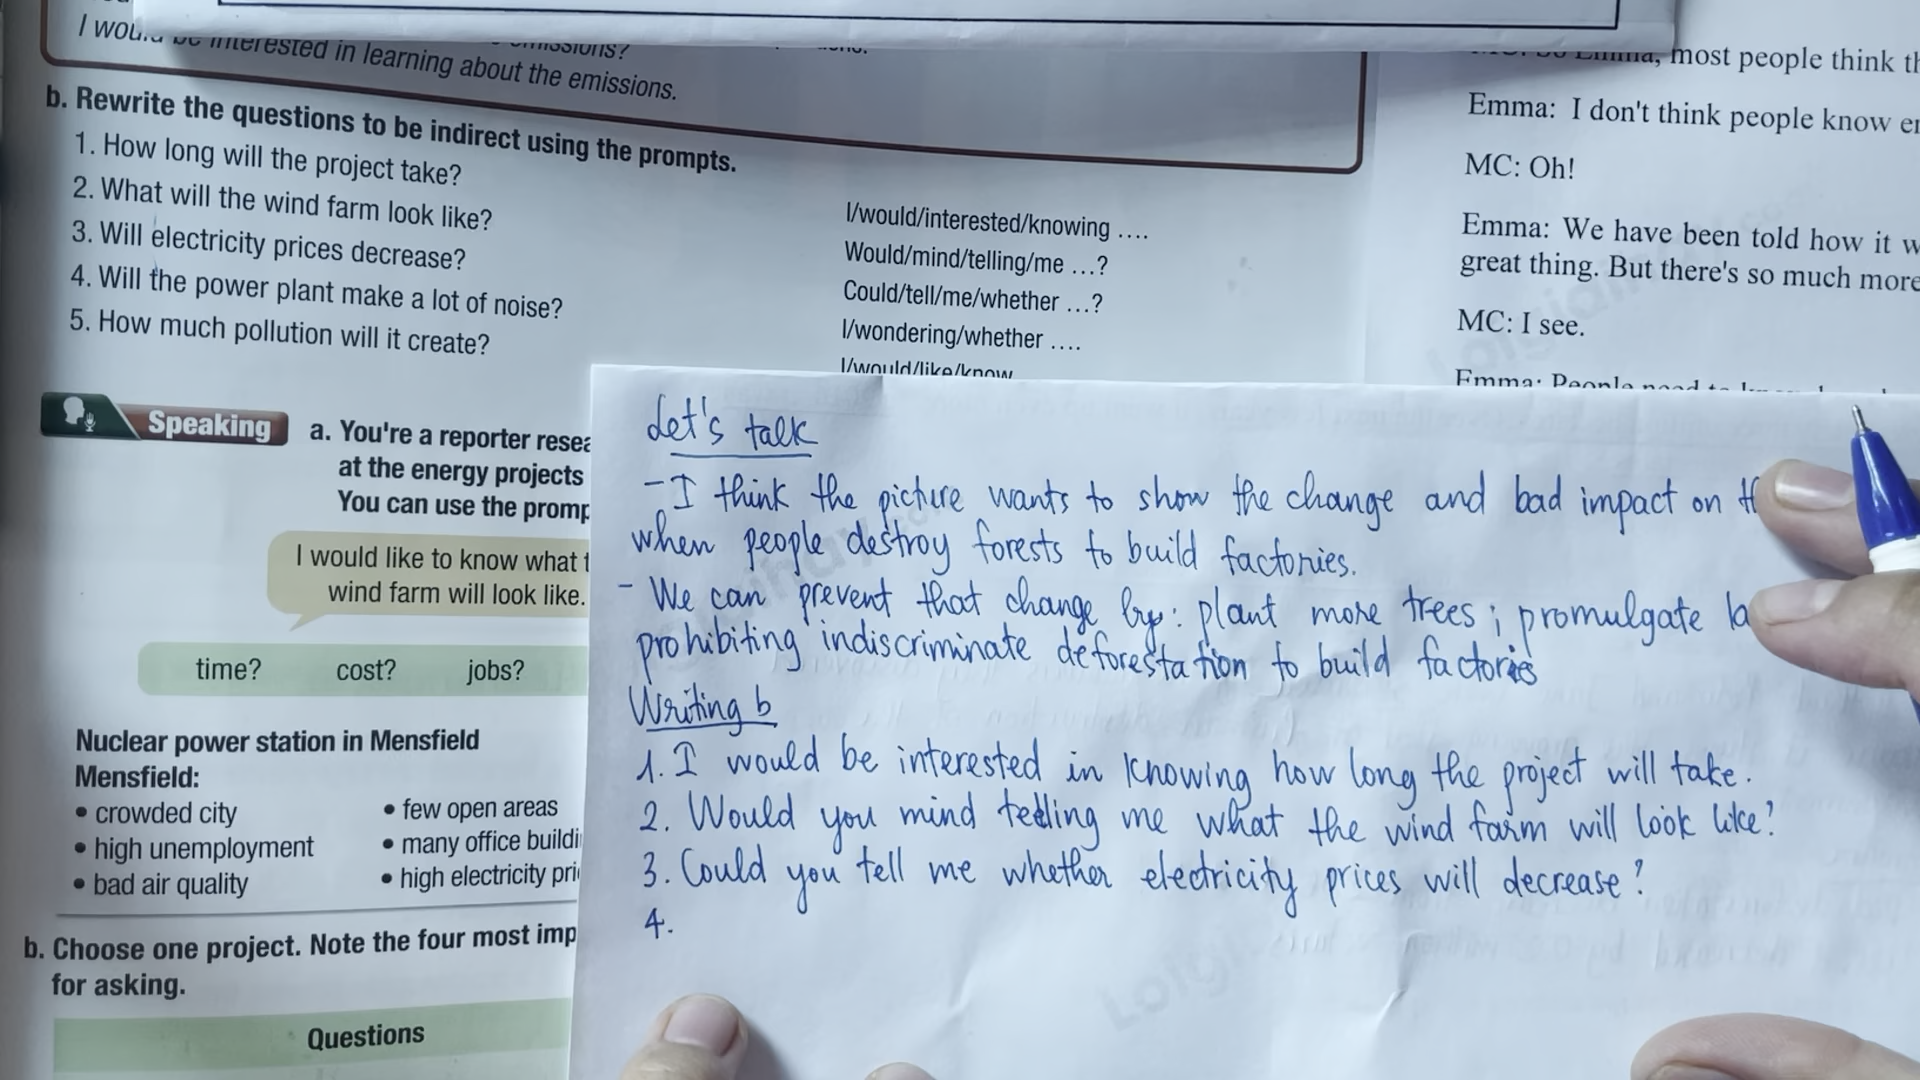 I would be interested in learning about the emissions.
b. Rewrite the questions to be indirect using the prompts.
1. How long will the project take?
2. What will the wind farm look like?
3. Will electricity prices decrease?
4. Will the power plant make a lot of noise?
5. How much pollution will it create?
I/would/interested/knowing ....
Would/mind/telling/me ...?
Could/tell/me/whether ...?
I/wondering/whether ....
I/would/like/know
Speaking
a. You're a reporter
at the energy projects
You can use the
I would like to know what
wind farm will look like.
time? cost? jobs?
Nuclear power station in Mensfield
Mensfield:
• crowded city
• high unemployment
• bad air quality
• few open areas
• many office
• high electricity
b. Choose one project. Note the four most
for asking.
Questions
Let's talk
- I think the picture wants to show the change and bad impact on
when people destroy forests to build factories.
- We can prevent that change by: plant more trees; promulgate
prohibiting indiscriminate deforestation to build factories
Writing b
1. I would be interested in knowing how long the project will take.
2. Would you mind telling me what the wind farm will look like?
3. Could you tell me whether electricity prices will decrease?
4.
MC: So Emma, most people think
Emma: I don't think people know
MC: Oh!
Emma: We have been told how it
great thing. But there's so much more
MC: I see.
Emma: People need to